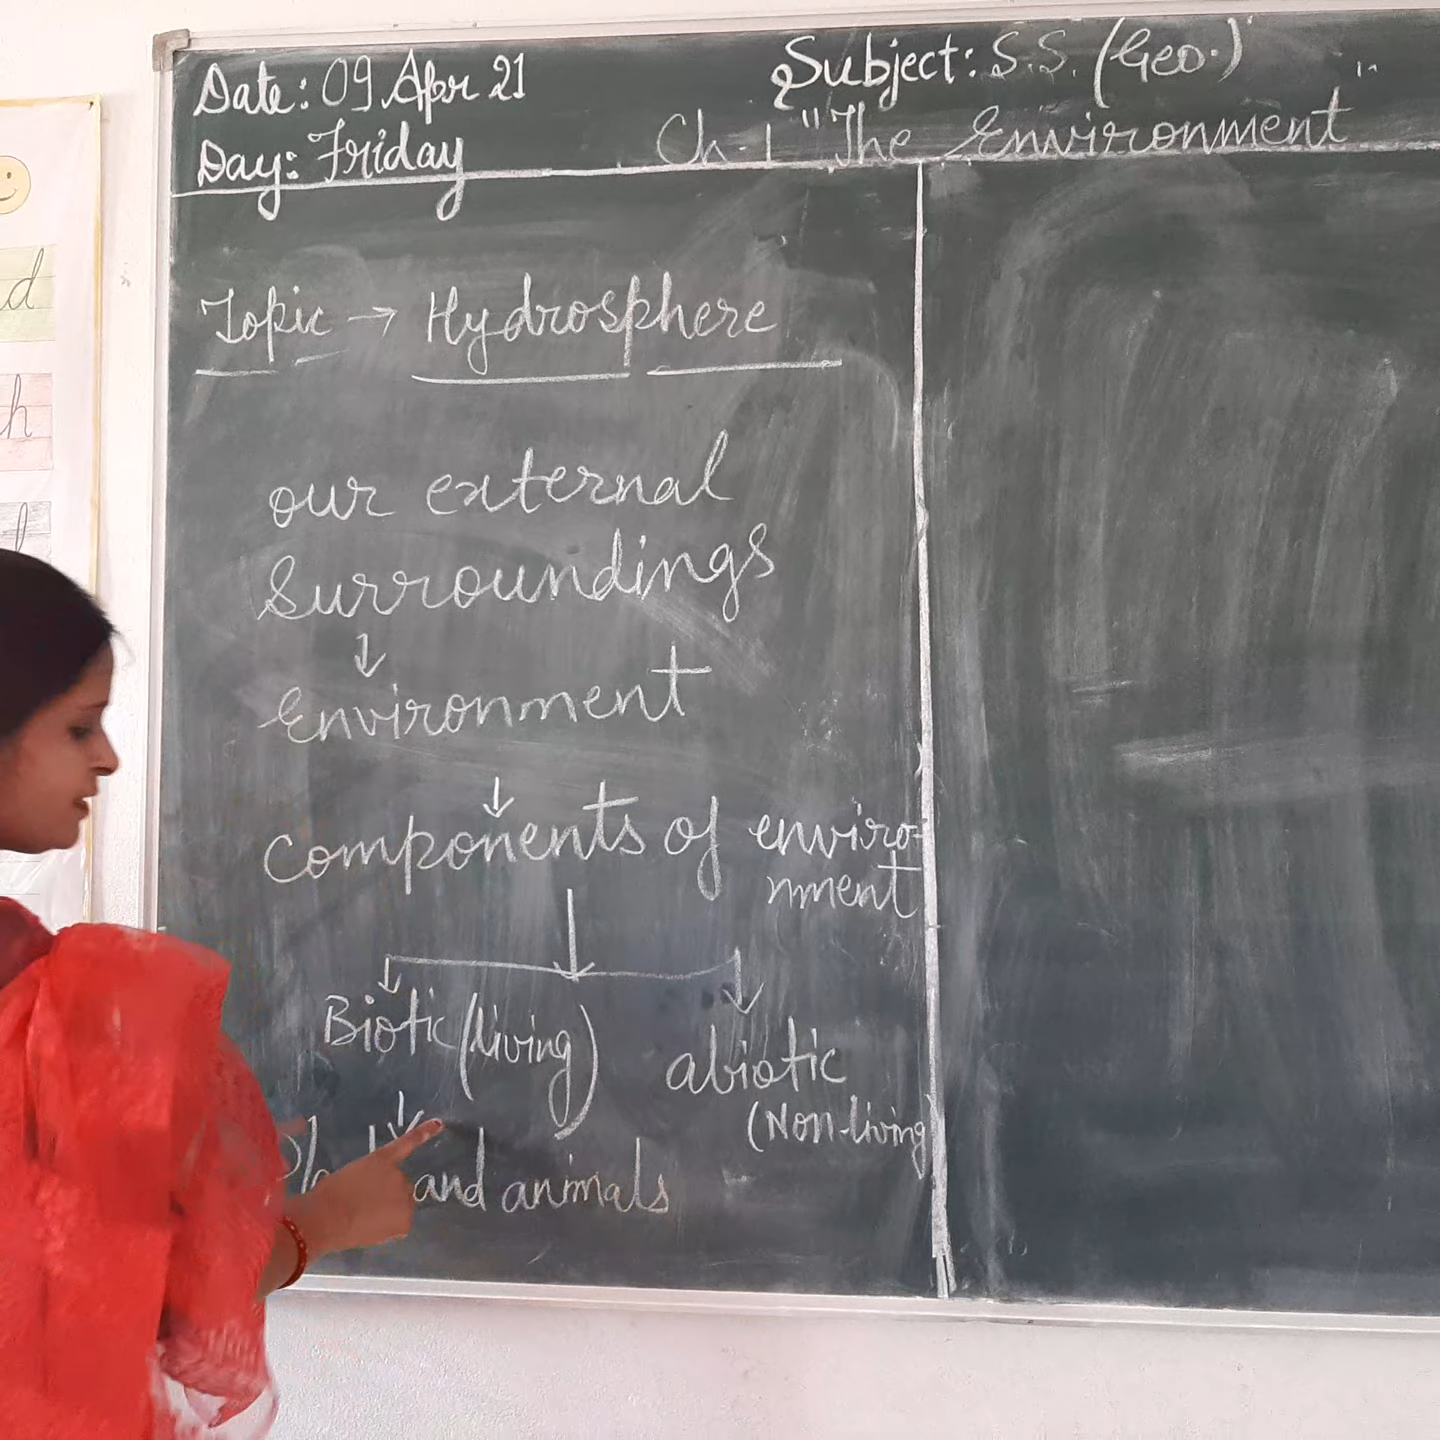 Date: 09 Apr 21
Day: Friday
Subject: S.S. (Geo.)
Ch-1 "The Environment
Topic → Hydrosphere
our external
Surroundings
↓
Environment
↓
components of enviro-
nment
Biotic (living)
abiotic
(Non-living
and animals
d
h